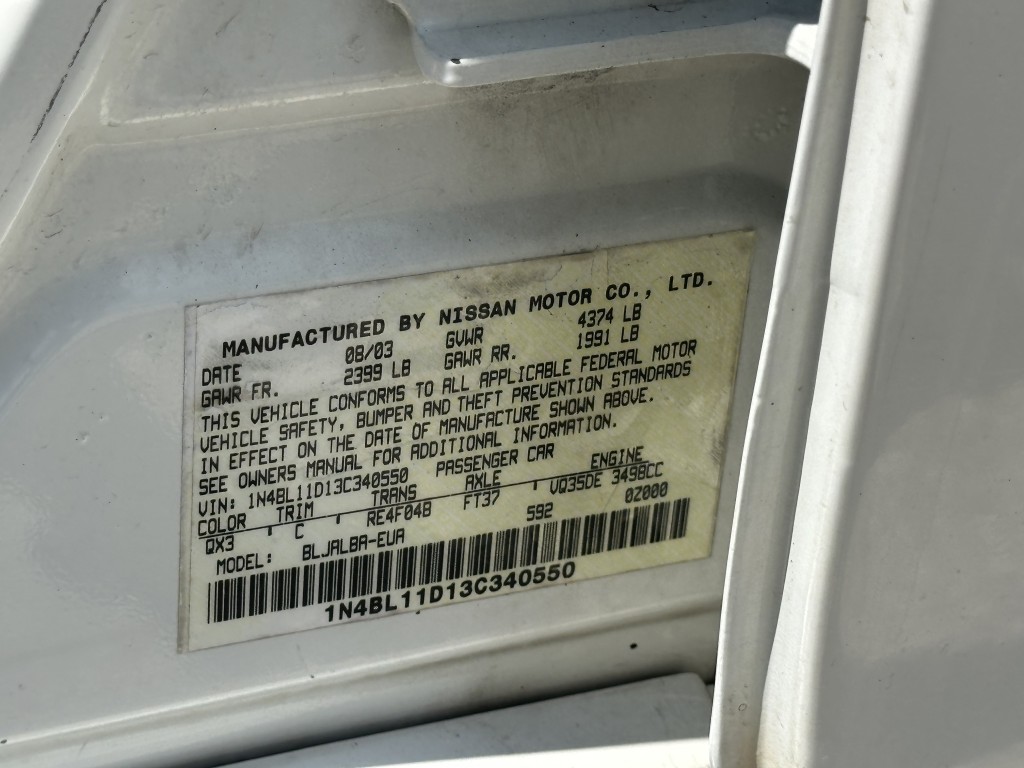 MANUFACTURED BY NISSAN MOTOR CO., LTD.
DATE 08/03 GVWR 4374 LB
GAWR FR. 2399 LB GAWR RR. 1991 LB
THIS VEHICLE CONFORMS TO ALL APPLICABLE FEDERAL MOTOR
VEHICLE SAFETY, BUMPER AND THEFT PREVENTION STANDARDS
IN EFFECT ON THE DATE OF MANUFACTURE SHOWN ABOVE.
SEE OWNERS MANUAL FOR ADDITIONAL INFORMATION.
VIN: 1N4BL11D13C340550 PASSENGER CAR
COLOR TRIM TRANS AXLE ENGINE
QX3 C RE4F04B FT37 VQ35DE 3498CC
MODEL: BLJALBA-EUA 592 0Z000
1N4BL11D13C340550